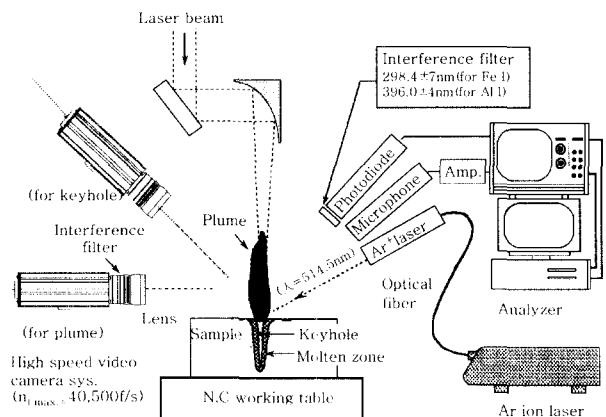 Laser beam
Interference filter
298.4±7nm(for Fe I)
396.0±4nm(for Al I)
Photodiode
Microphone
Amp.
Ar⁺laser
(for keyhole)
Plume
Interference
filter
(λ=514.5nm)
Optical
fiber
Analyzer
Lens
(for plume)
Sample
Keyhole
Molten zone
High speed video
camera sys.
40,500f/s)
N.C working table
Ar ion laser